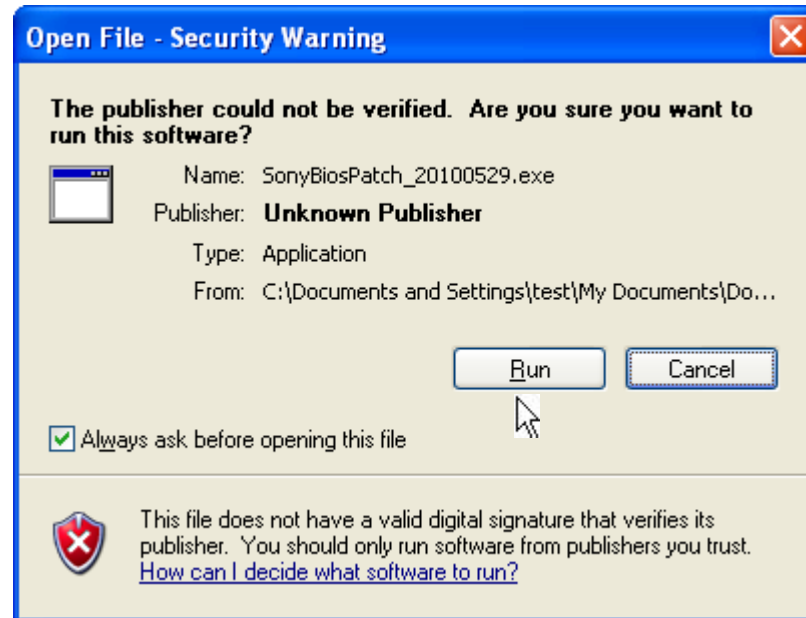 Open File - Security Warning
The publisher could not be verified.  Are you sure you want to
run this software?
Name: SonyBiosPatch_20100529.exe
Publisher: Unknown Publisher
Type: Application
From: C:\Documents and Settings\test\My Documents\Do...
Run Cancel
Always ask before opening this file
This file does not have a valid digital signature that verifies its
publisher.  You should only run software from publishers you trust.
How can I decide what software to run?